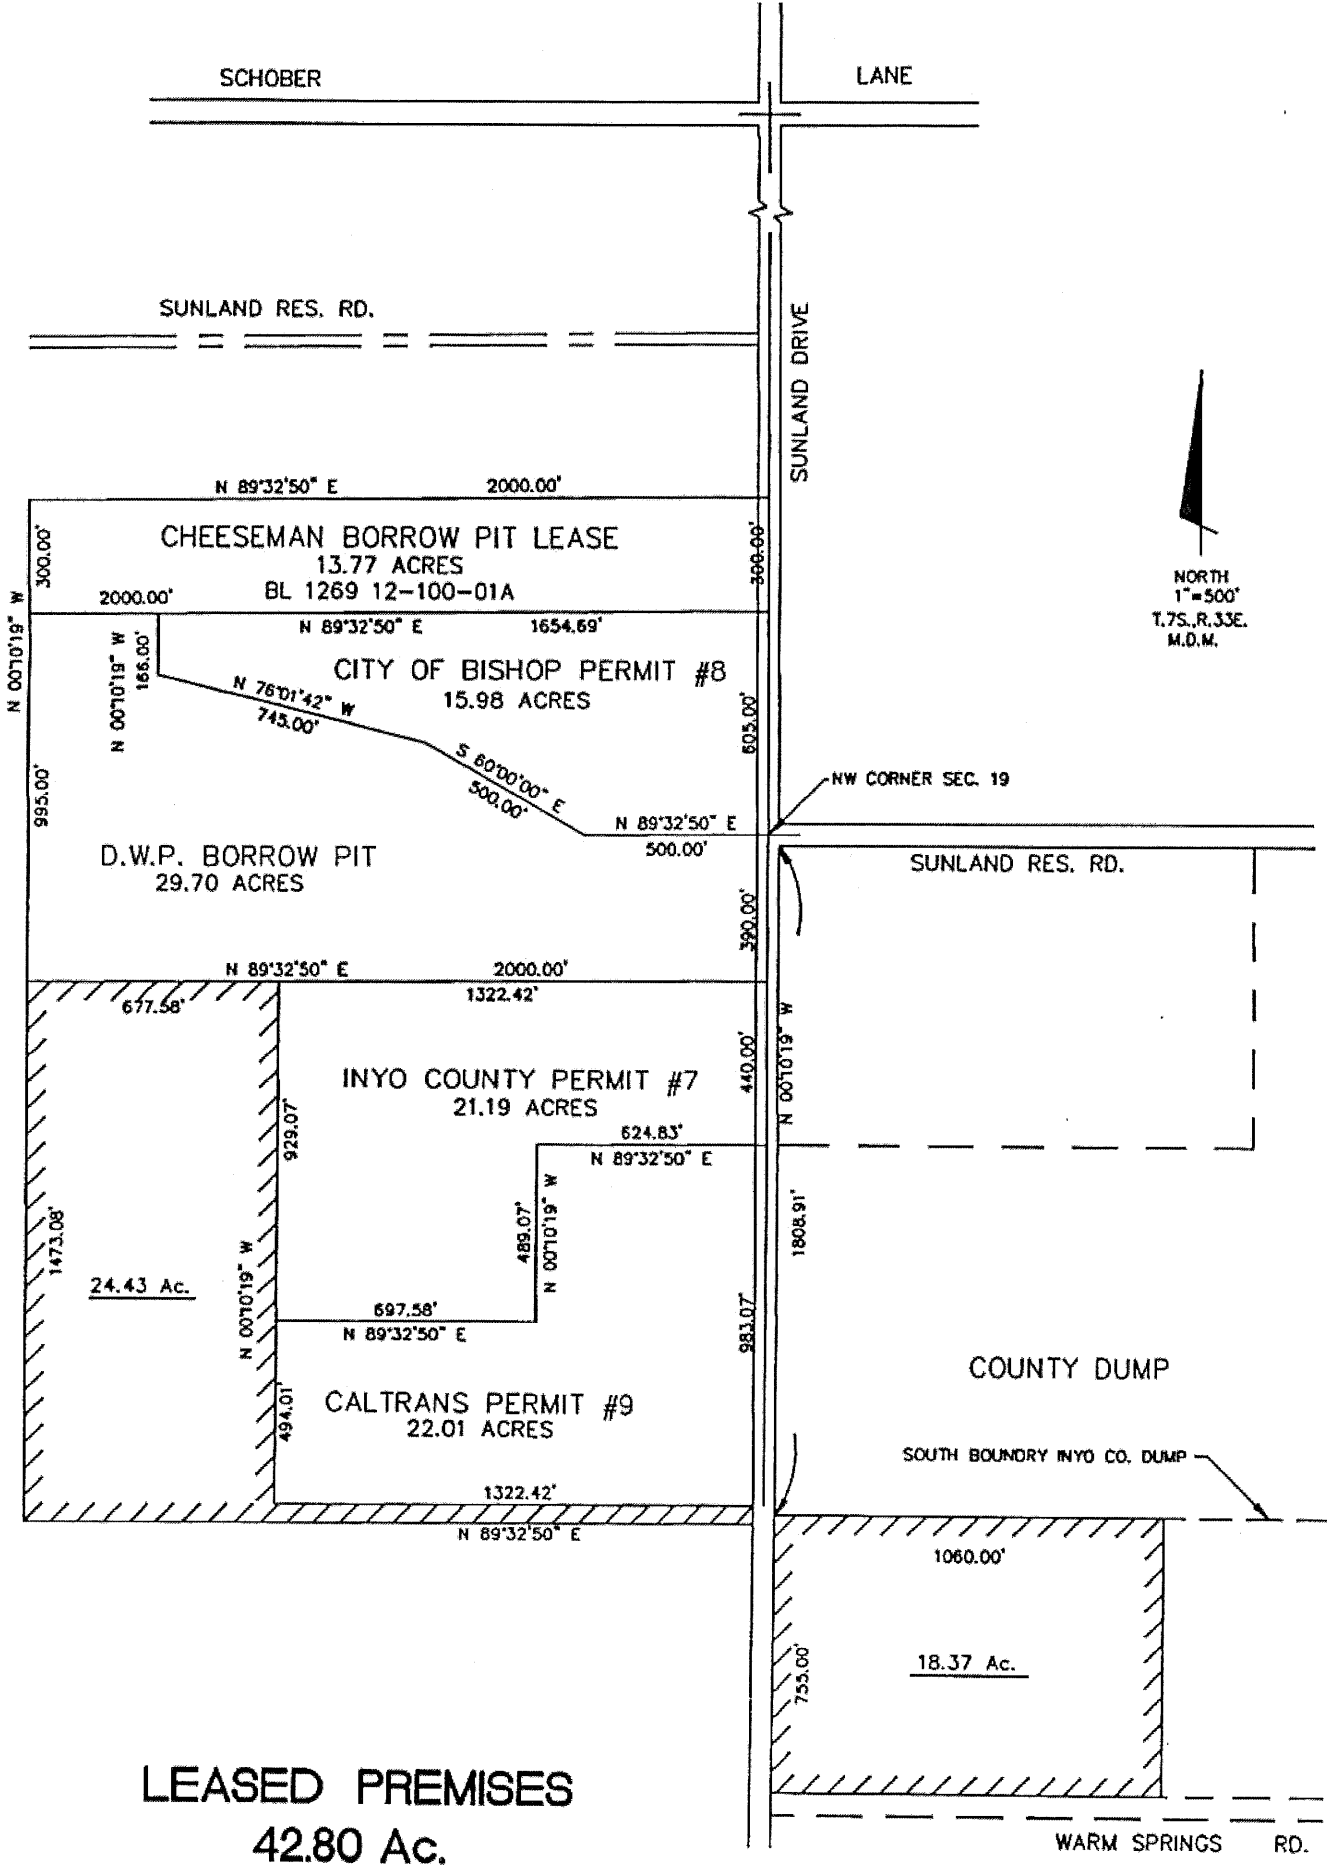 SCHOBER LANE
SUNLAND RES. RD.
SUNLAND DRIVE
NORTH
1"=500'
T.7S.,R.33E.
M.D.M.
N 89°32'50" E 2000.00'
300.00'
CHEESEMAN BORROW PIT LEASE
13.77 ACRES
BL 1269 12-100-01A
300.00'
N 00°10'19" W
2000.00'
N 89°32'50" E 1654.69'
N 00°10'19" W
166.00'
CITY OF BISHOP PERMIT #8
15.98 ACRES
N 76°01'42" W
745.00'
S 60°00'00" E
500.00'
605.00'
NW CORNER SEC. 19
995.00'
N 89°32'50" E
500.00'
D.W.P. BORROW PIT
29.70 ACRES
SUNLAND RES. RD.
390.00'
N 89°32'50" E 2000.00'
677.58'
1322.42'
440.00'
N 00°10'19" W
INYO COUNTY PERMIT #7
21.19 ACRES
929.07'
624.83'
N 89°32'50" E
489.07'
N 00°10'19" W
1808.91'
1473.08'
N 00°10'19" W
24.43 Ac.
697.58'
N 89°32'50" E
983.07'
COUNTY DUMP
CALTRANS PERMIT #9
22.01 ACRES
494.01'
SOUTH BOUNDRY INYO CO. DUMP
1322.42'
N 89°32'50" E
1060.00'
755.00'
18.37 Ac.
LEASED PREMISES
42.80 Ac.
WARM SPRINGS RD.